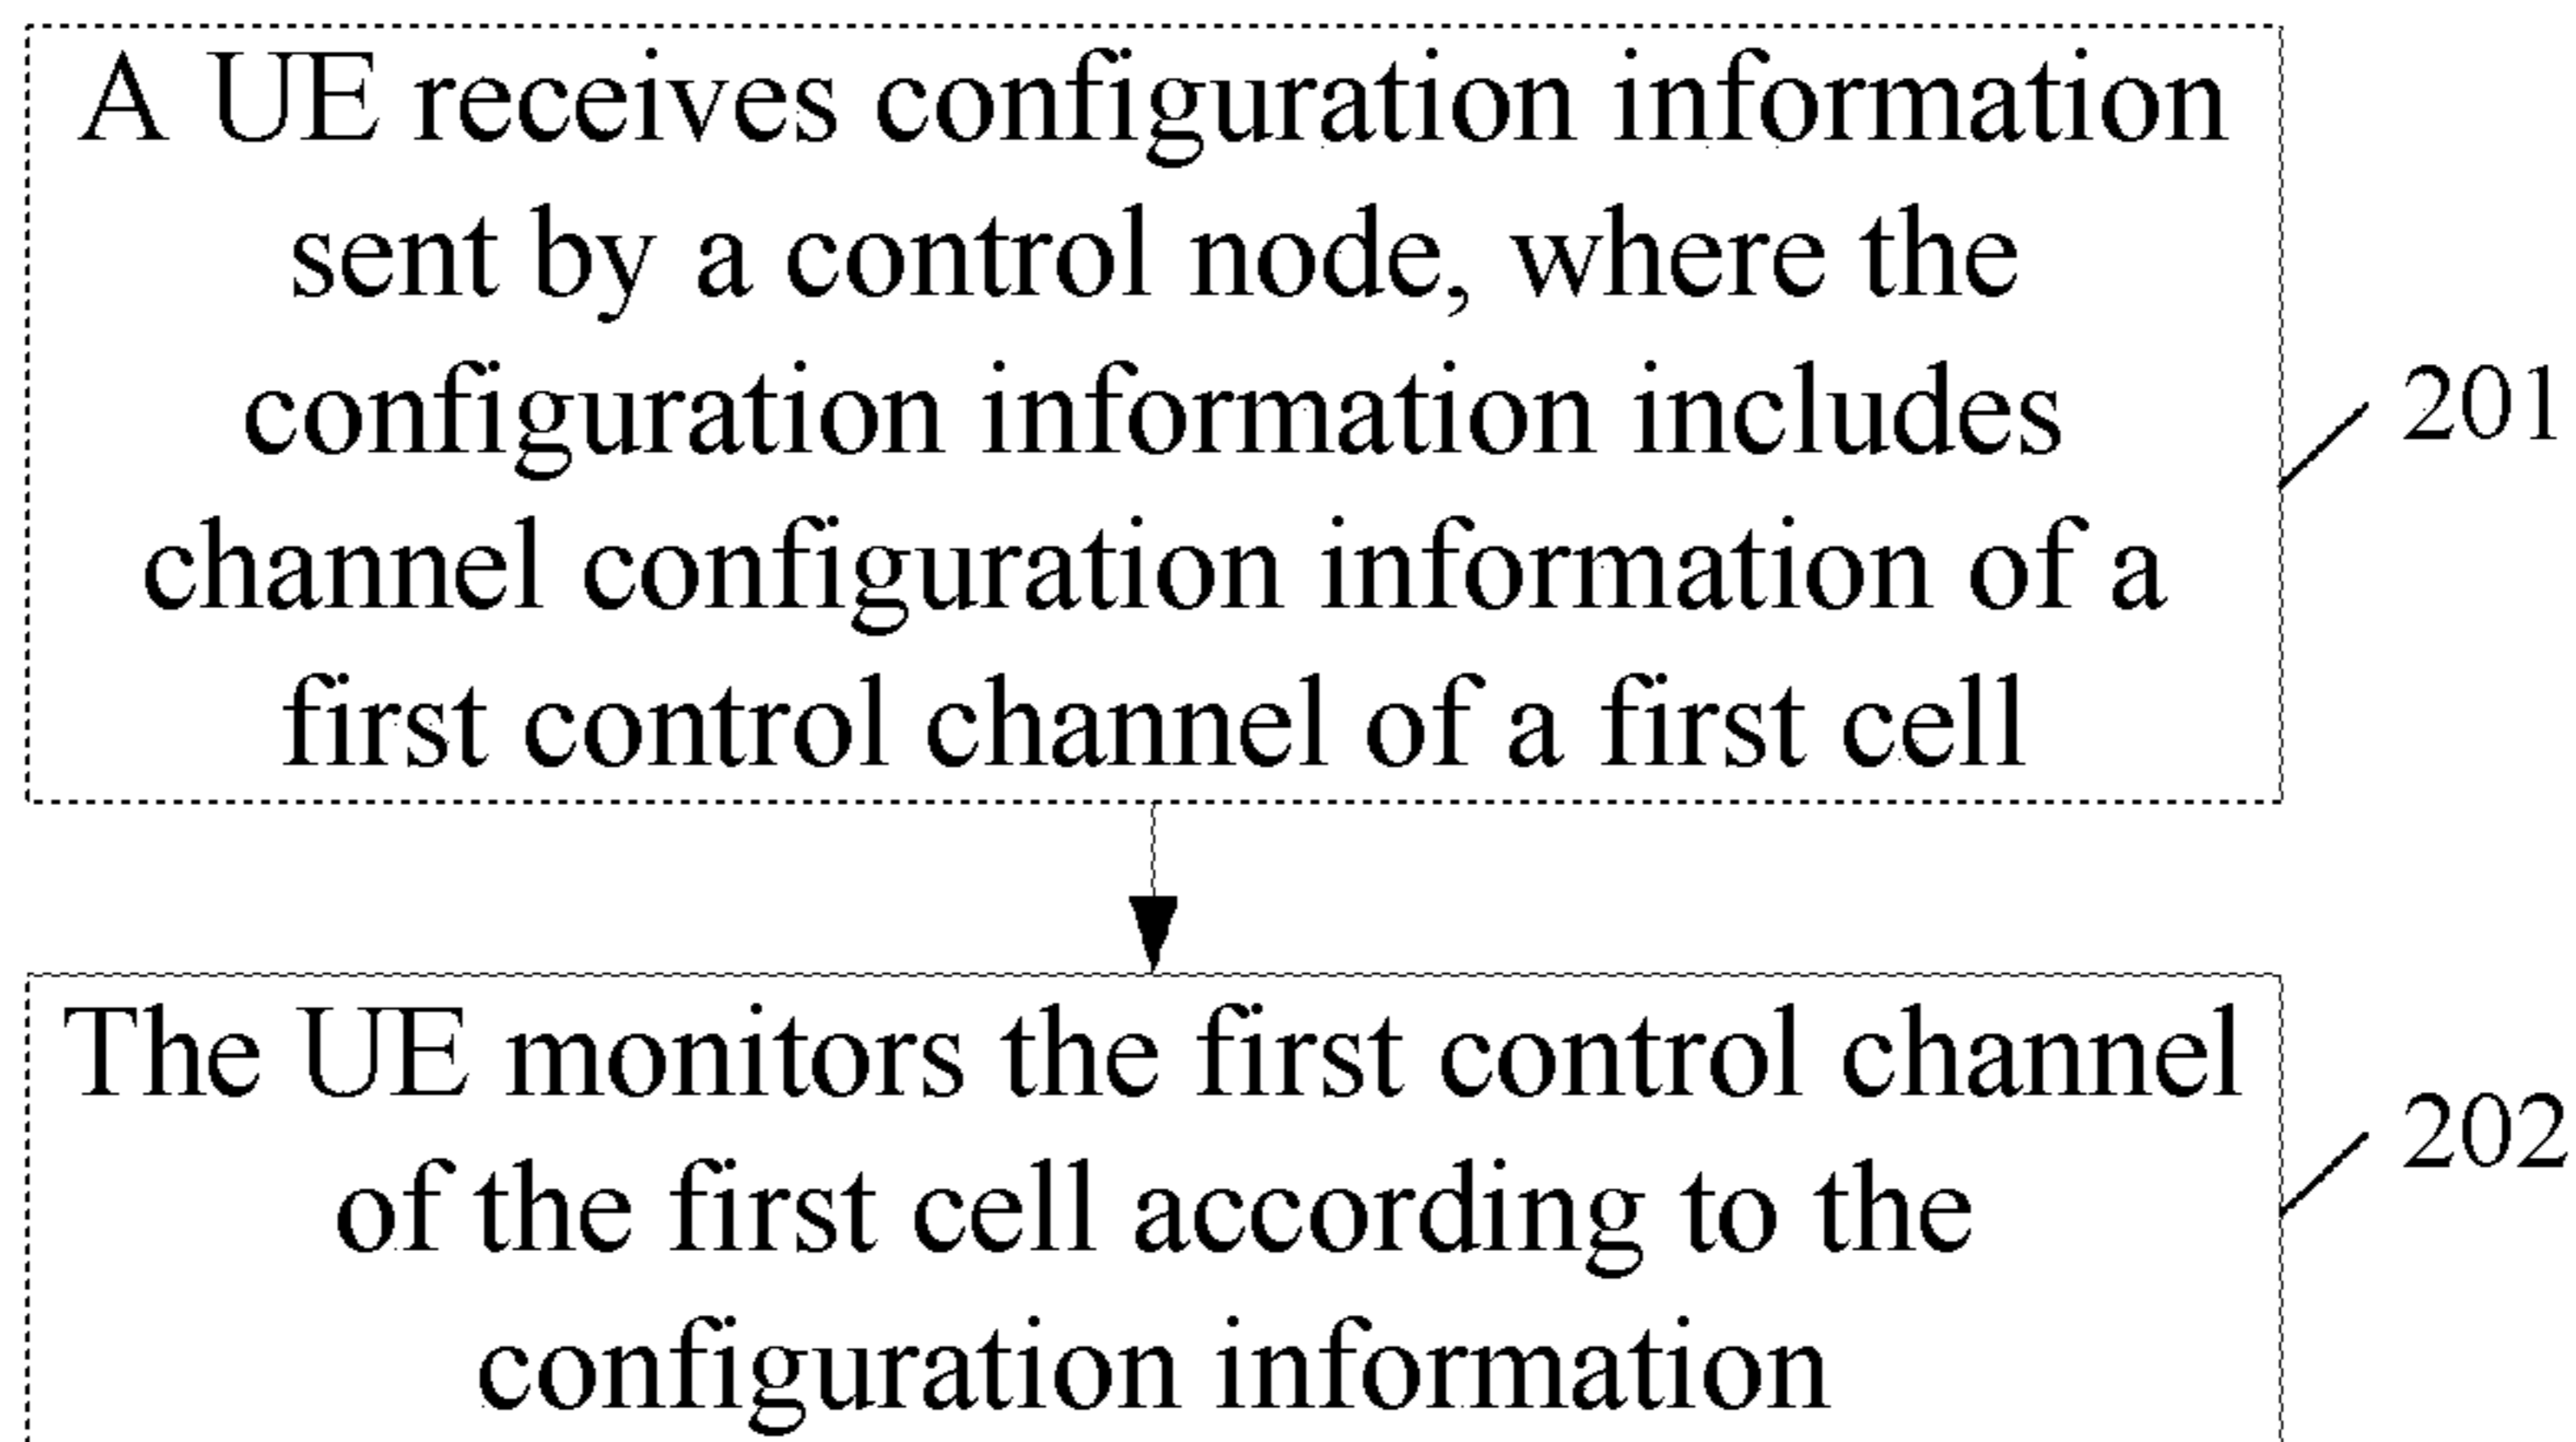 A UE receives configuration information
sent by a control node, where the
configuration information includes
channel configuration information of a
first control channel of a first cell
201
The UE monitors the first control channel
of the first cell according to the
configuration information
202